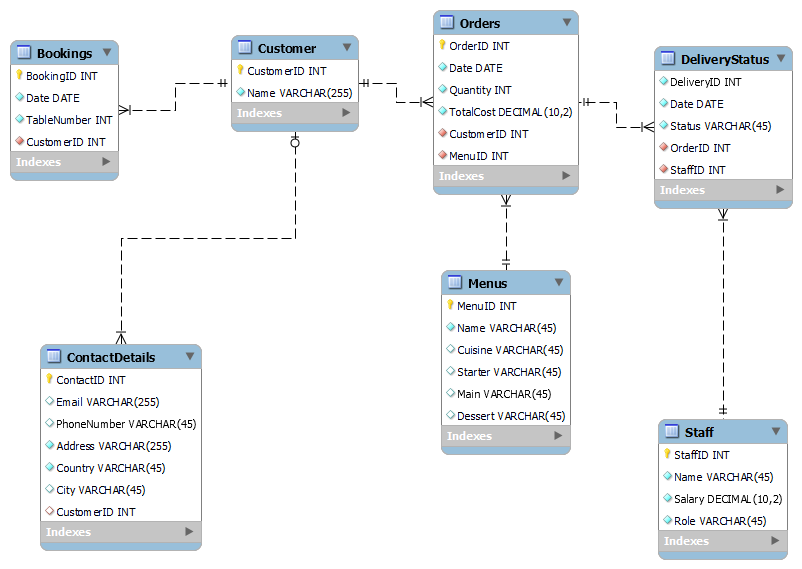 Bookings
BookingID INT
Date DATE
TableNumber INT
CustomerID INT
Indexes
Customer
CustomerID INT
Name VARCHAR(255)
Indexes
Orders
OrderID INT
Date DATE
Quantity INT
TotalCost DECIMAL(10,2)
CustomerID INT
MenuID INT
Indexes
DeliveryStatus
DeliveryID INT
Date DATE
Status VARCHAR(45)
OrderID INT
StaffID INT
Indexes
ContactDetails
ContactID INT
Email VARCHAR(255)
PhoneNumber VARCHAR(45)
Address VARCHAR(255)
Country VARCHAR(45)
City VARCHAR(45)
CustomerID INT
Indexes
Menus
MenuID INT
Name VARCHAR(45)
Cuisine VARCHAR(45)
Starter VARCHAR(45)
Main VARCHAR(45)
Dessert VARCHAR(45)
Indexes
Staff
StaffID INT
Name VARCHAR(45)
Salary DECIMAL(10,2)
Role VARCHAR(45)
Indexes